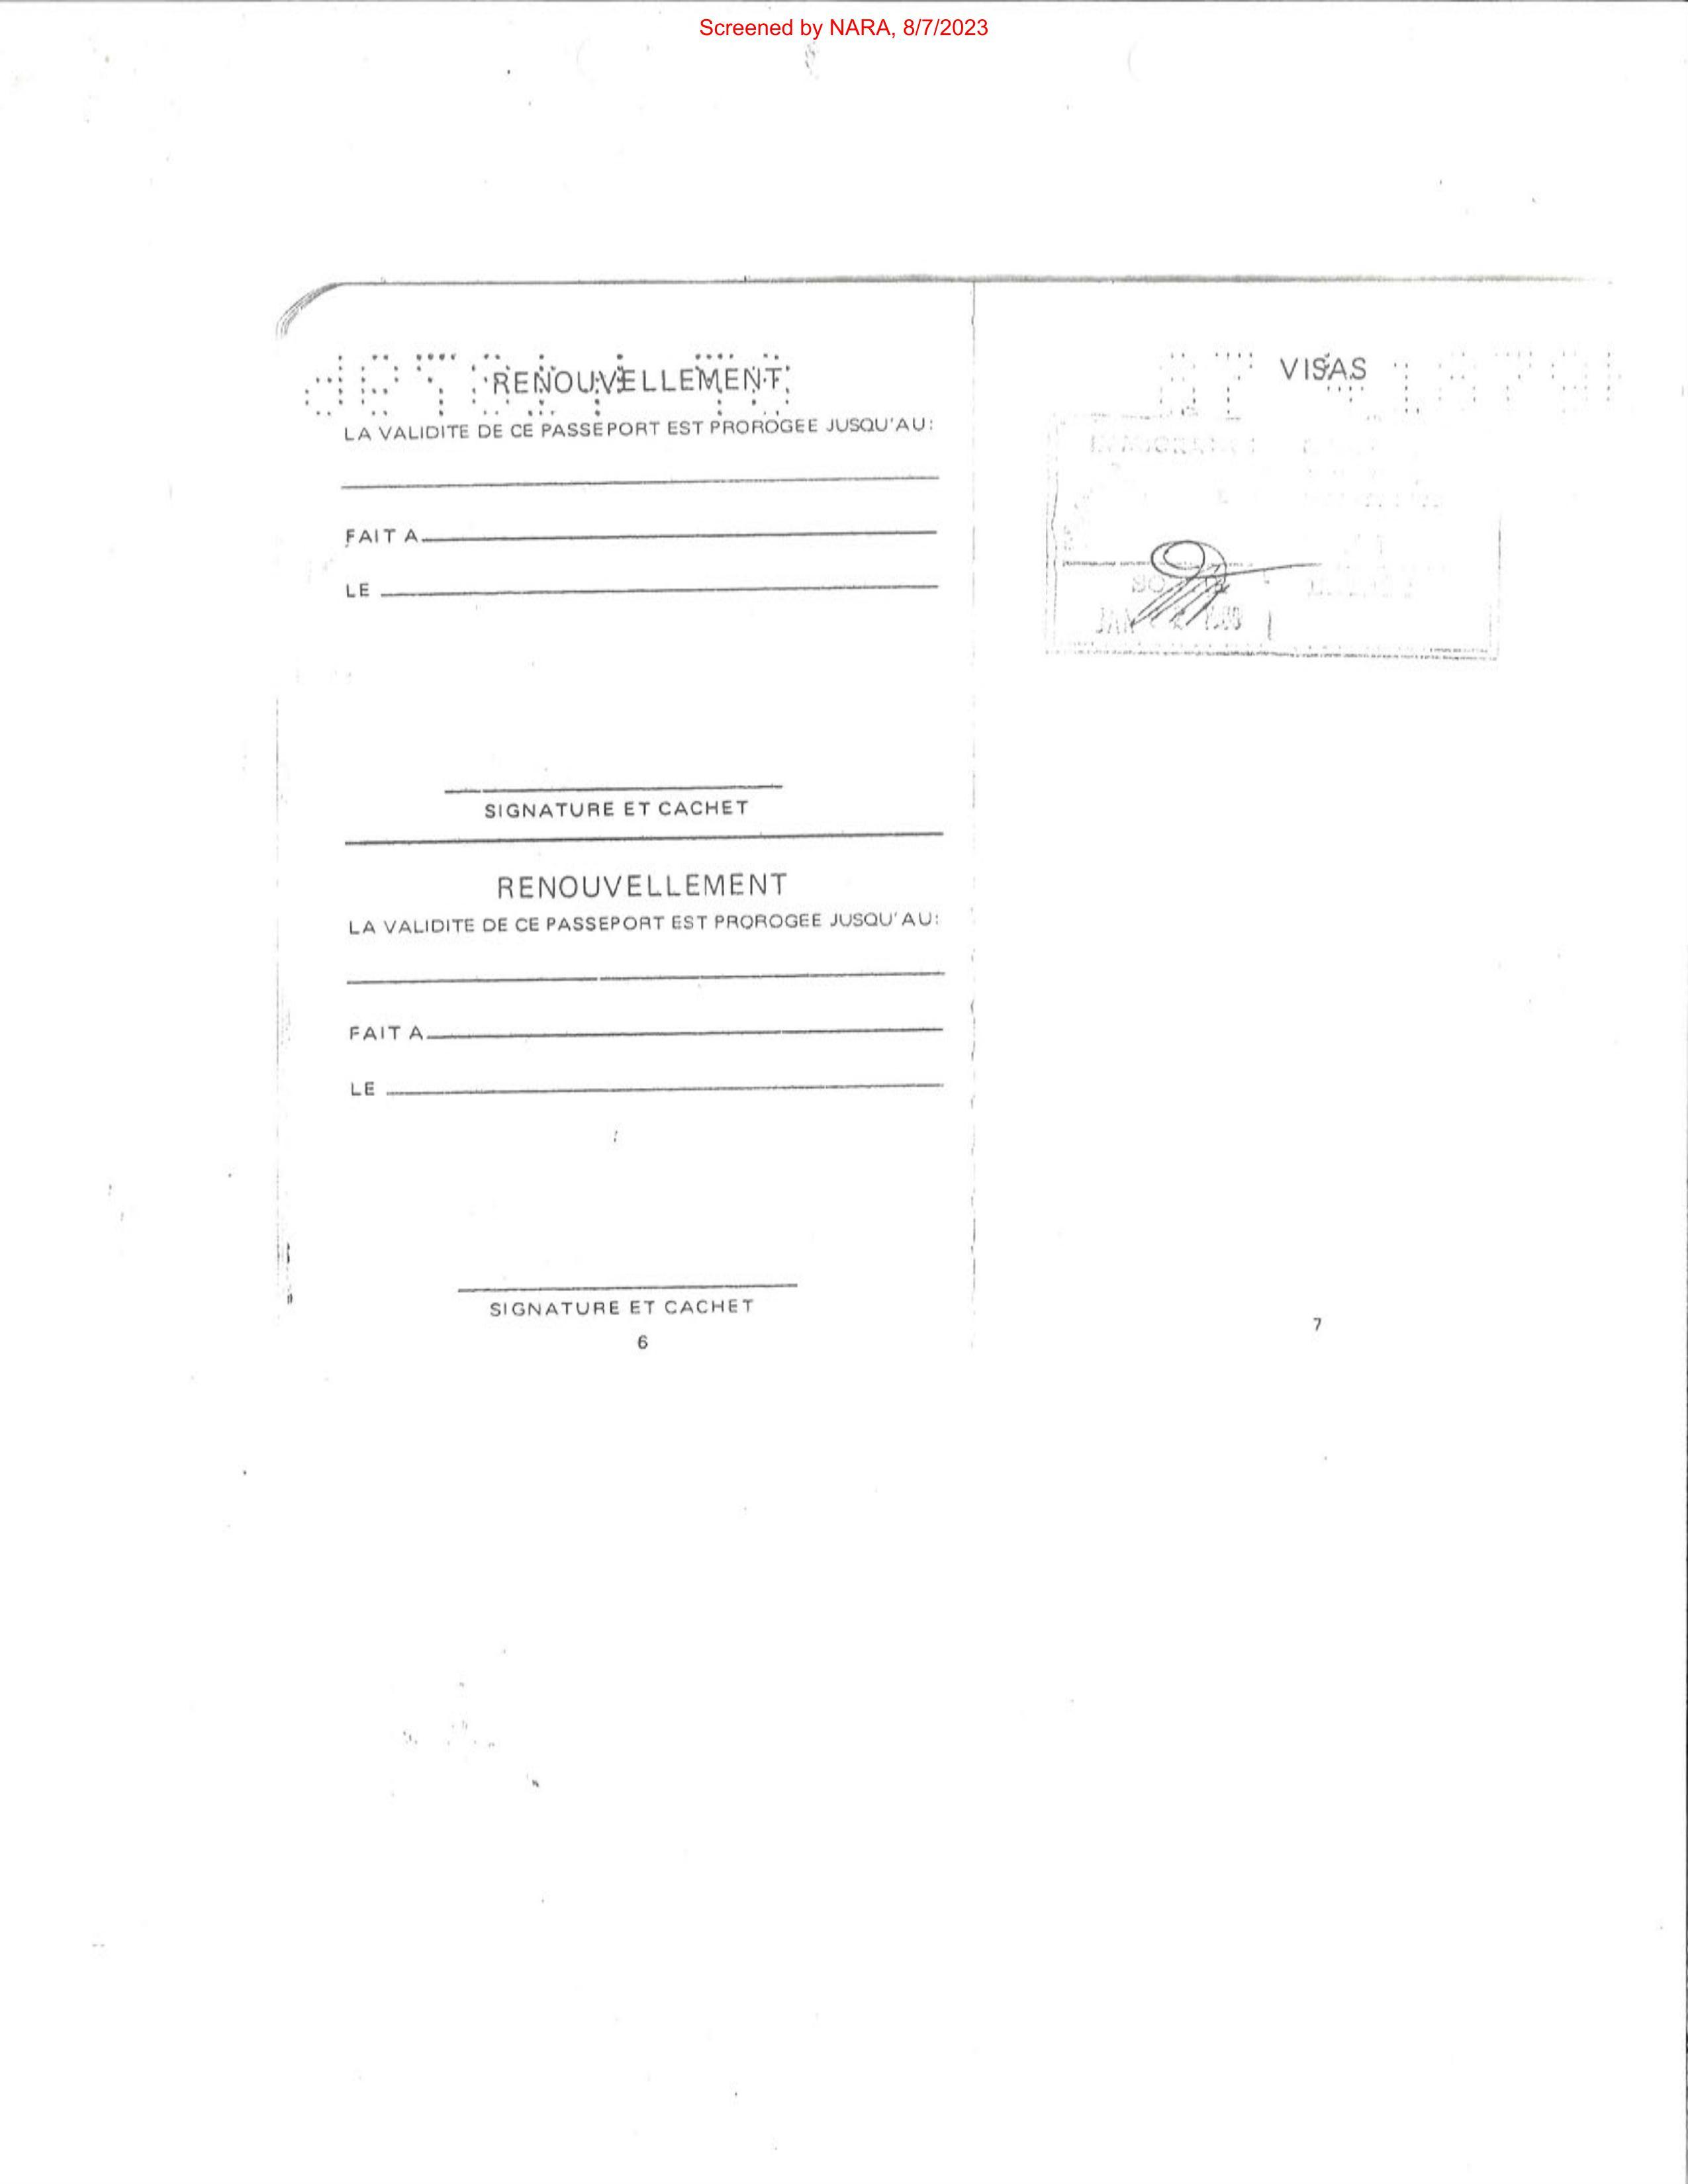 Screened by NARA, 8/7/2023
RENOUVELLEMENT
LA VALIDITE DE CE PASSEPORT EST PROROGEE JUSQU'AU:
FAIT A
LE
SIGNATURE ET CACHET
RENOUVELLEMENT
LA VALIDITE DE CE PASSEPORT EST PROROGEE JUSQU'AU:
FAIT A
LE
SIGNATURE ET CACHET
6
VISAS
JAN
7